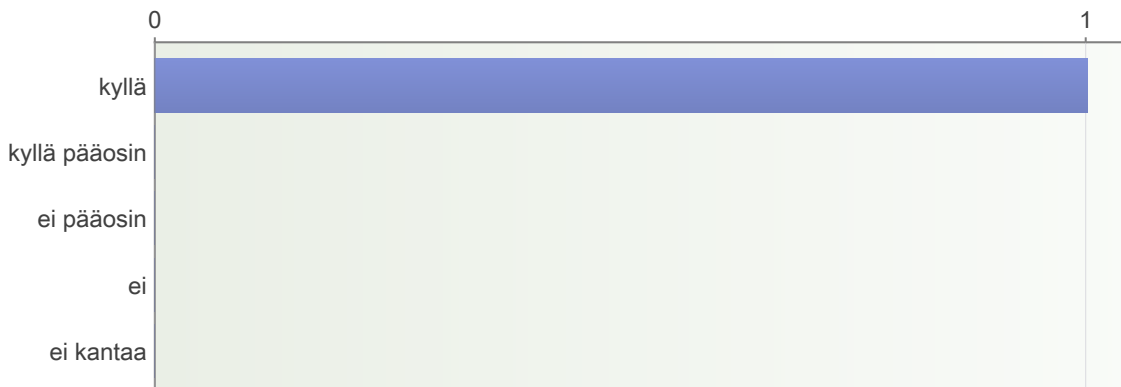 0 1
kyllä
kyllä pääosin
ei pääosin
ei
ei kantaa